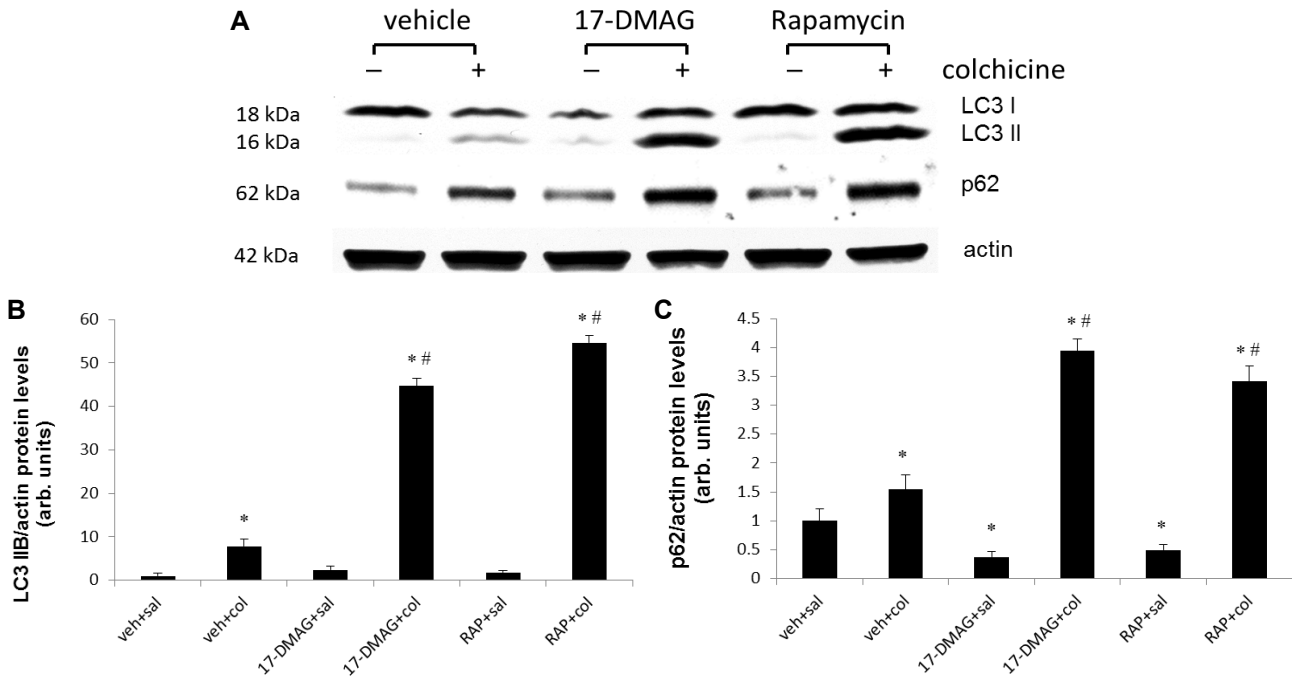 A
vehicle 17-DMAG Rapamycin
– + – + – + colchicine
18 kDa LC3 I
16 kDa LC3 II
62 kDa p62
42 kDa actin
B
LC3 IIB/actin protein levels
(arb. units)
60
50
40
30
20
10
0
*
* #
* #
veh+sal
veh+col
17-DMAG+sal
17-DMAG+col
RAP+sal
RAP+col
C
p62/actin protein levels
(arb. units)
4.5
4
3.5
3
2.5
2
1.5
1
0.5
0
*
*
* #
*
* #
veh+sal
veh+col
17-DMAG+sal
17-DMAG+col
RAP+sal
RAP+col